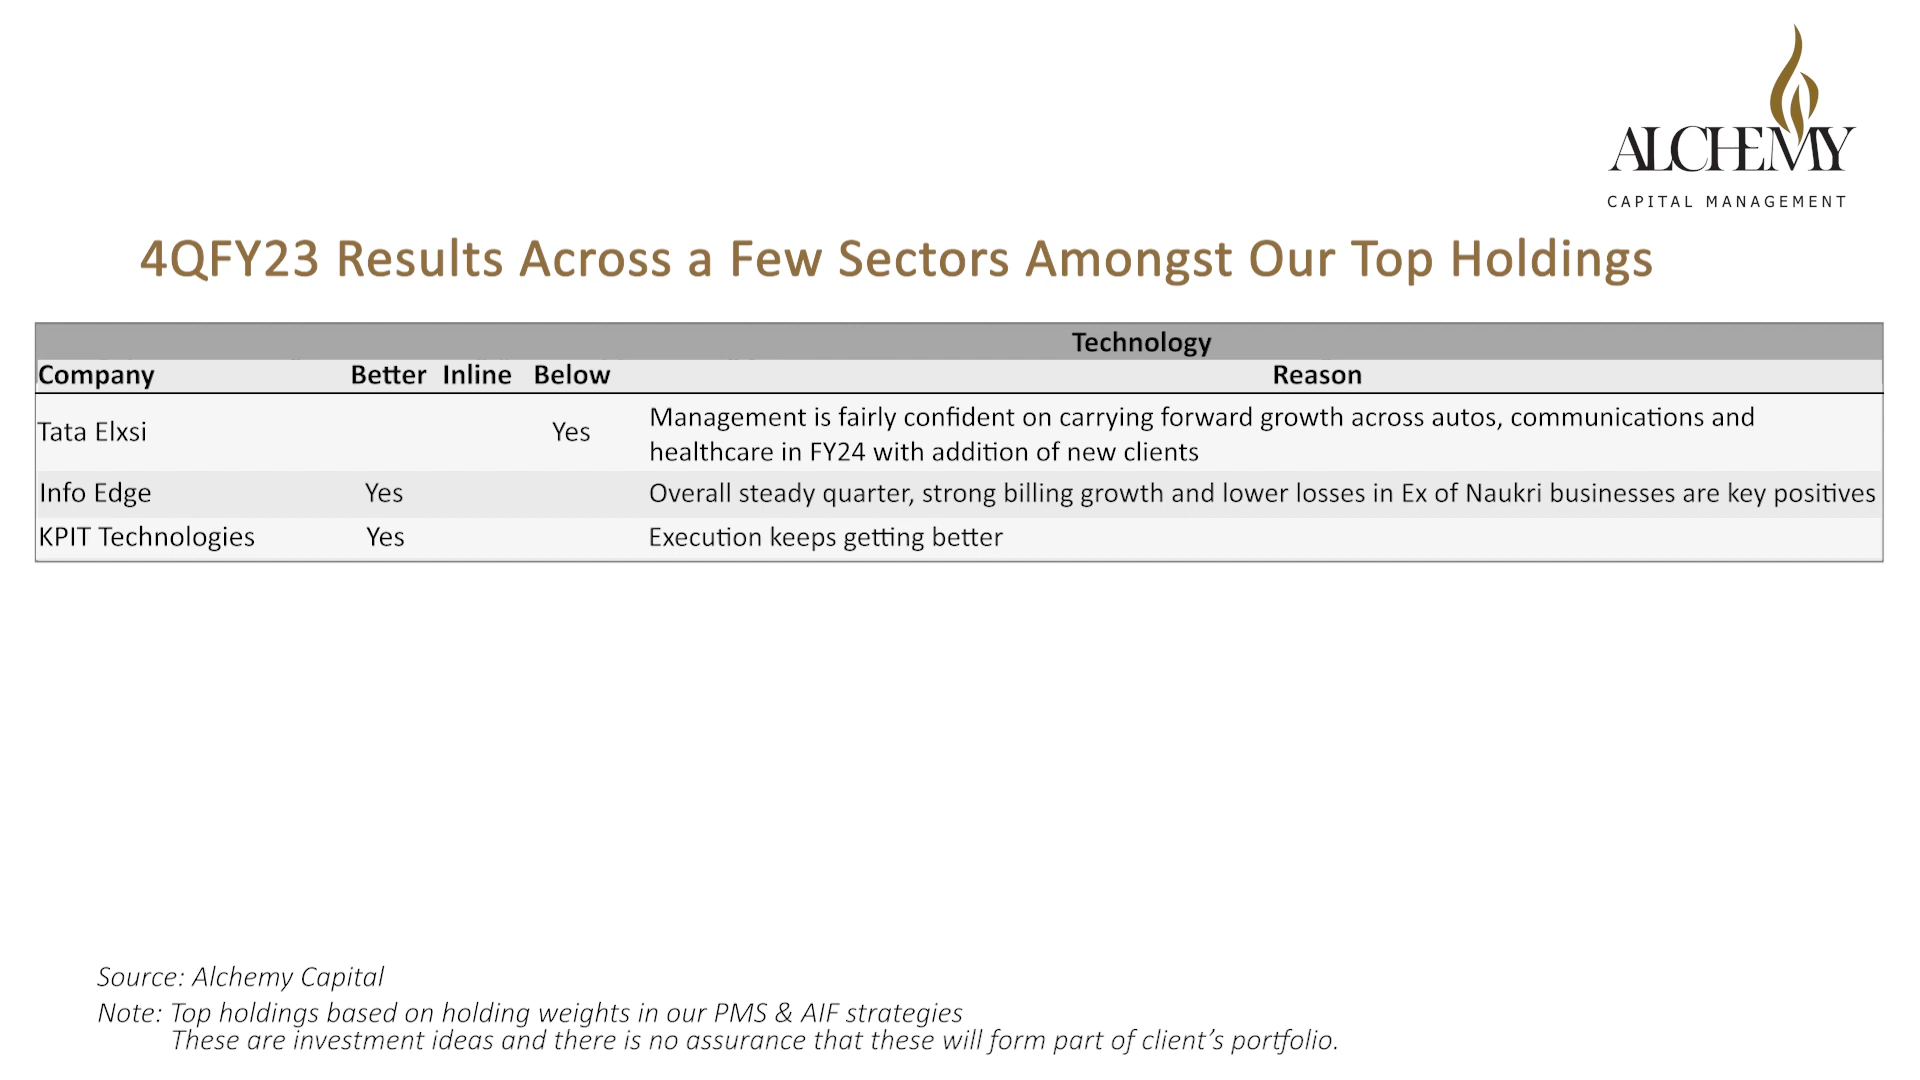 ALCHEMY
CAPITAL MANAGEMENT
4QFY23 Results Across a Few Sectors Amongst Our Top Holdings
Technology
Company Better Inline Below Reason
Tata Elxsi Yes Management is fairly confident on carrying forward growth across autos, communications and
healthcare in FY24 with addition of new clients
Info Edge Yes Overall steady quarter, strong billing growth and lower losses in Ex of Naukri businesses are key positives
KPIT Technologies Yes Execution keeps getting better
Source: Alchemy Capital
Note: Top holdings based on holding weights in our PMS & AIF strategies
These are investment ideas and there is no assurance that these will form part of client’s portfolio.